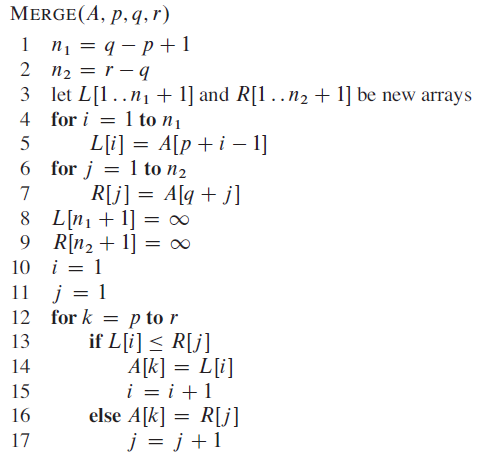 MERGE(A, p, q, r)
1 n₁ = q − p + 1
2 n₂ = r − q
3 let L[1..n₁ + 1] and R[1..n₂ + 1] be new arrays
4 for i = 1 to n₁
5 L[i] = A[p + i − 1]
6 for j = 1 to n₂
7 R[j] = A[q + j]
8 L[n₁ + 1] = ∞
9 R[n₂ + 1] = ∞
10 i = 1
11 j = 1
12 for k = p to r
13 if L[i] ≤ R[j]
14 A[k] = L[i]
15 i = i + 1
16 else A[k] = R[j]
17 j = j + 1